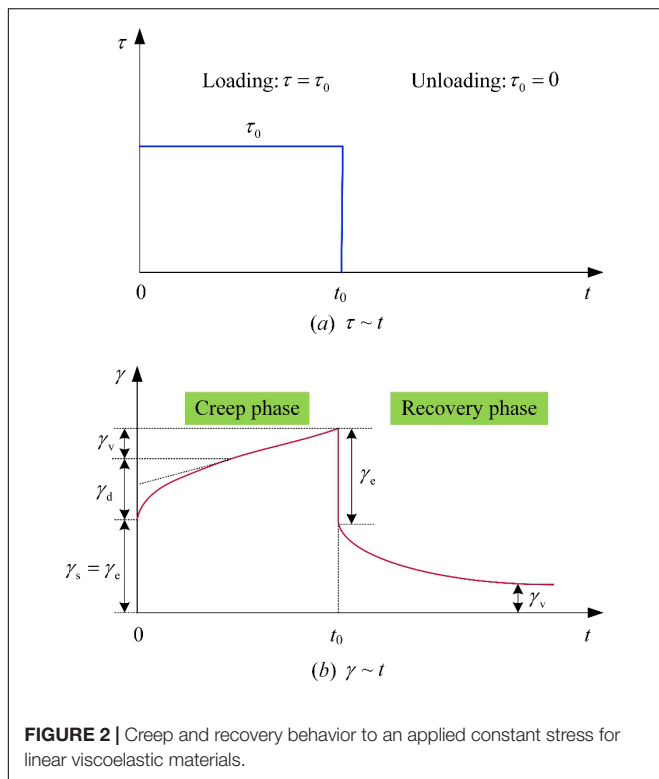 τ
Loading: τ = τ₀
Unloading: τ₀ = 0
τ₀
0
t₀
t
(a) τ ~ t
γ
Creep phase
Recovery phase
γᵥ
γₑ
γ_d
γₛ = γₑ
γᵥ
0
t₀
t
(b) γ ~ t
FIGURE 2 | Creep and recovery behavior to an applied constant stress for
linear viscoelastic materials.